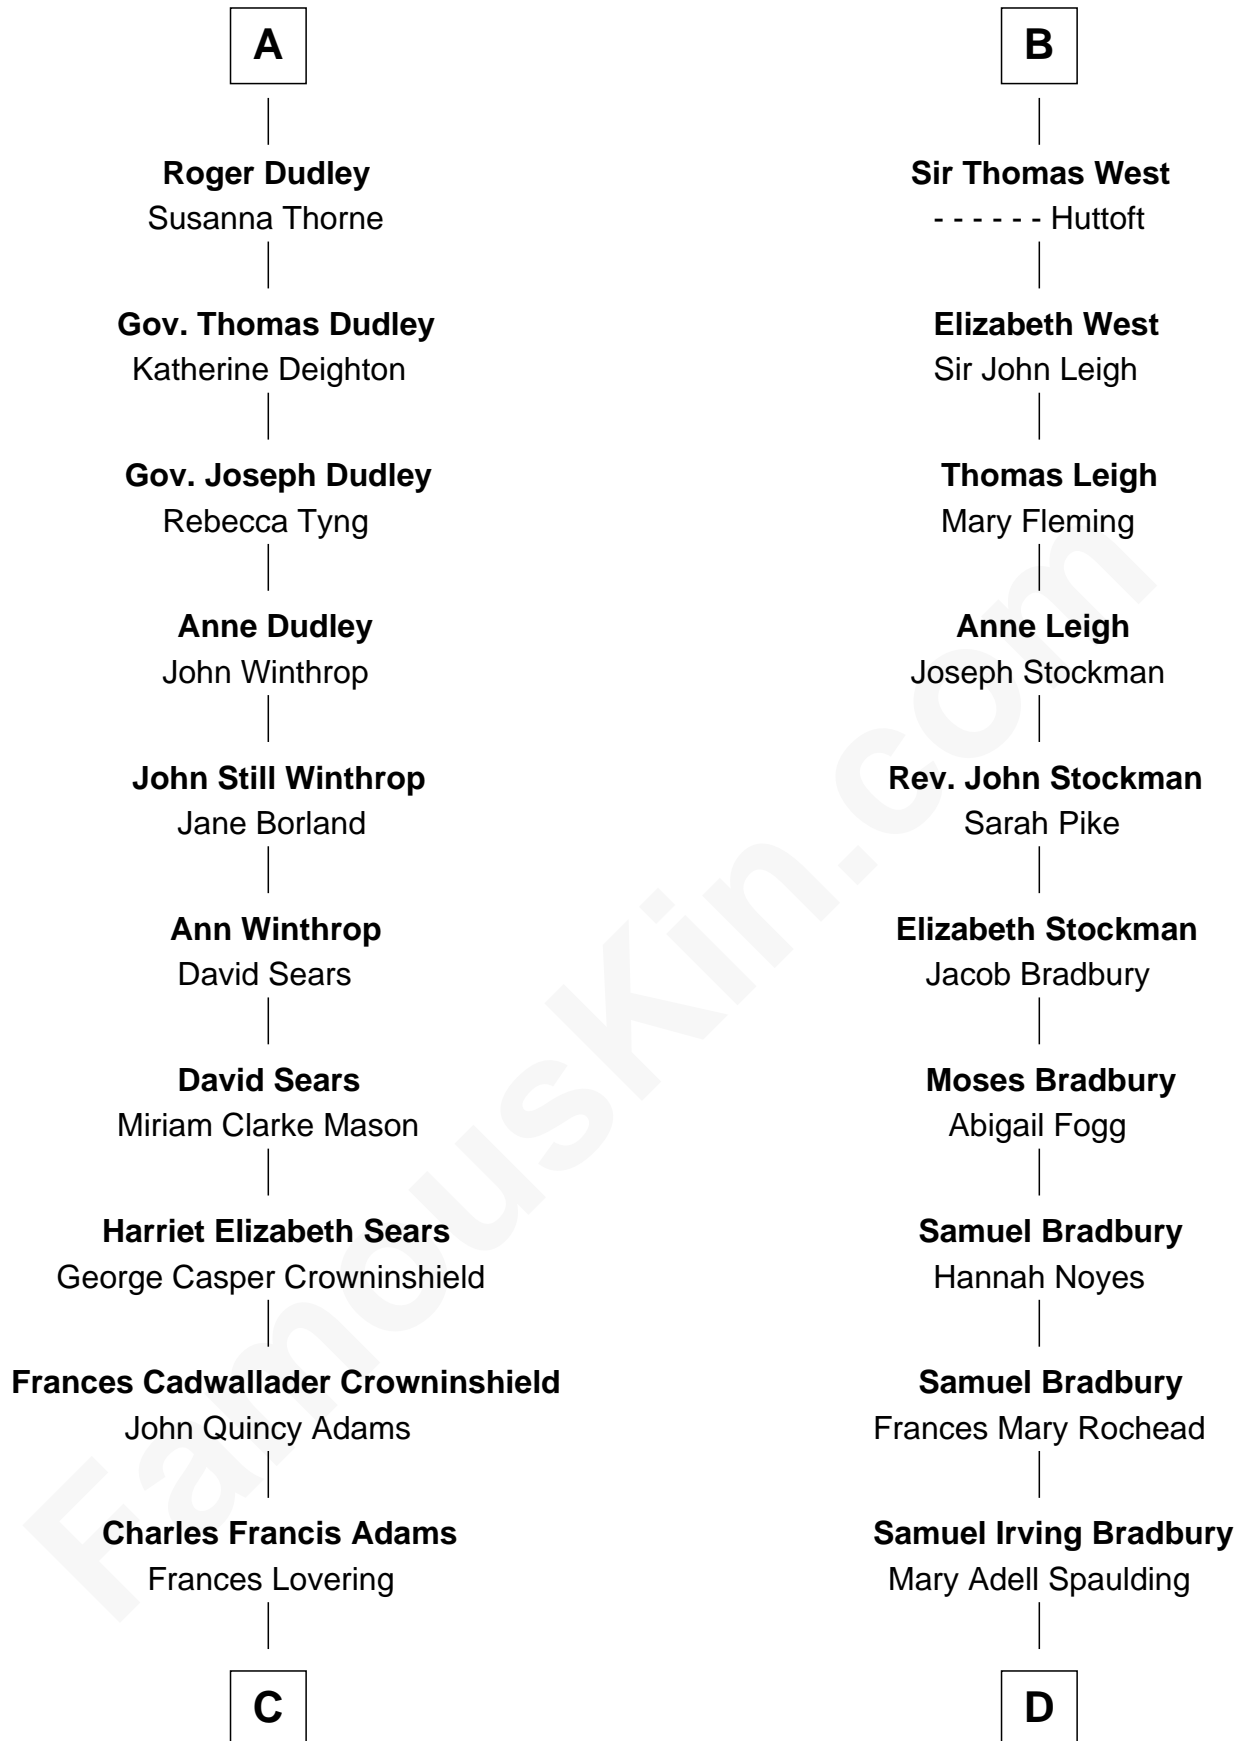 A
Roger Dudley
Susanna Thorne
Gov. Thomas Dudley
Katherine Deighton
Gov. Joseph Dudley
Rebecca Tyng
Anne Dudley
John Winthrop
John Still Winthrop
Jane Borland
Ann Winthrop
David Sears
David Sears
Miriam Clarke Mason
Harriet Elizabeth Sears
George Casper Crowninshield
Frances Cadwallader Crowninshield
John Quincy Adams
Charles Francis Adams
Frances Lovering
C
B
Sir Thomas West
- - - - - - Huttoft
Elizabeth West
Sir John Leigh
Thomas Leigh
Mary Fleming
Anne Leigh
Joseph Stockman
Rev. John Stockman
Sarah Pike
Elizabeth Stockman
Jacob Bradbury
Moses Bradbury
Abigail Fogg
Samuel Bradbury
Hannah Noyes
Samuel Bradbury
Frances Mary Rochead
Samuel Irving Bradbury
Mary Adell Spaulding
D
FamousKin.com